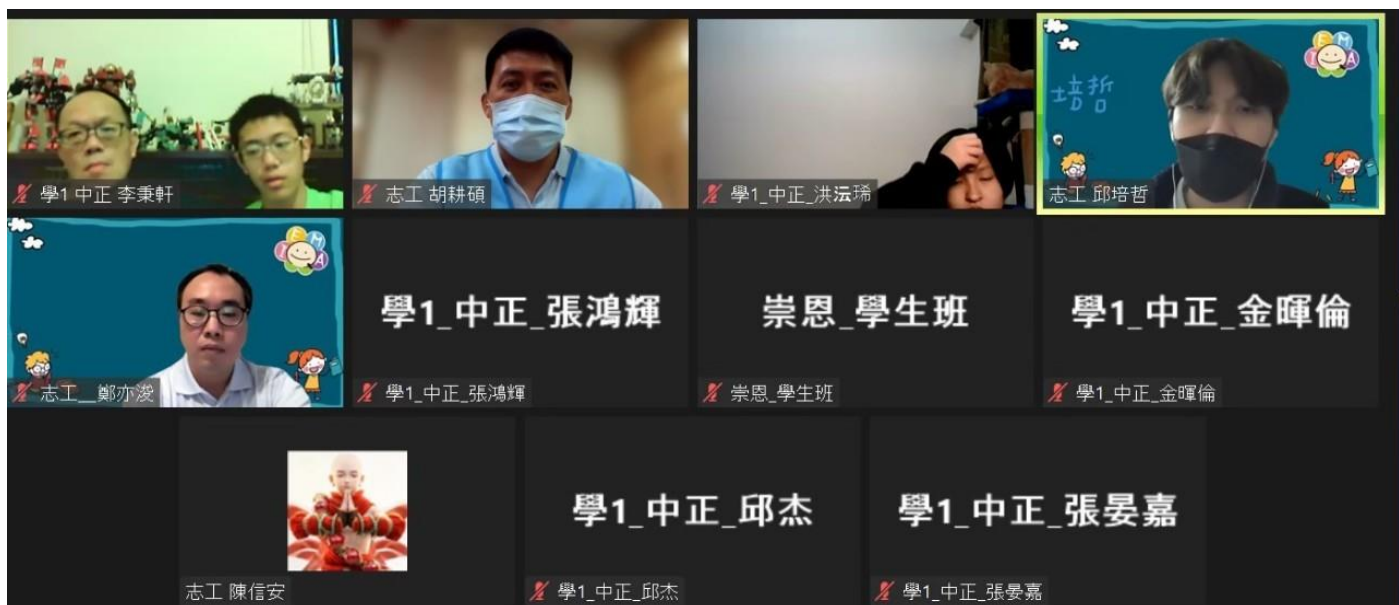 培哲
E M
I A
學1 中正 李秉軒
志工 胡耕碩
學1_中正_洪沄琋
志工 邱培哲
E M
I A
學1_中正_張鴻輝
崇恩_學生班
學1_中正_金暉倫
志工__鄭亦浚
學1_中正_張鴻輝
崇恩_學生班
學1_中正_金暉倫
學1_中正_邱杰
學1_中正_張晏嘉
志工 陳信安
學1_中正_邱杰
學1_中正_張晏嘉